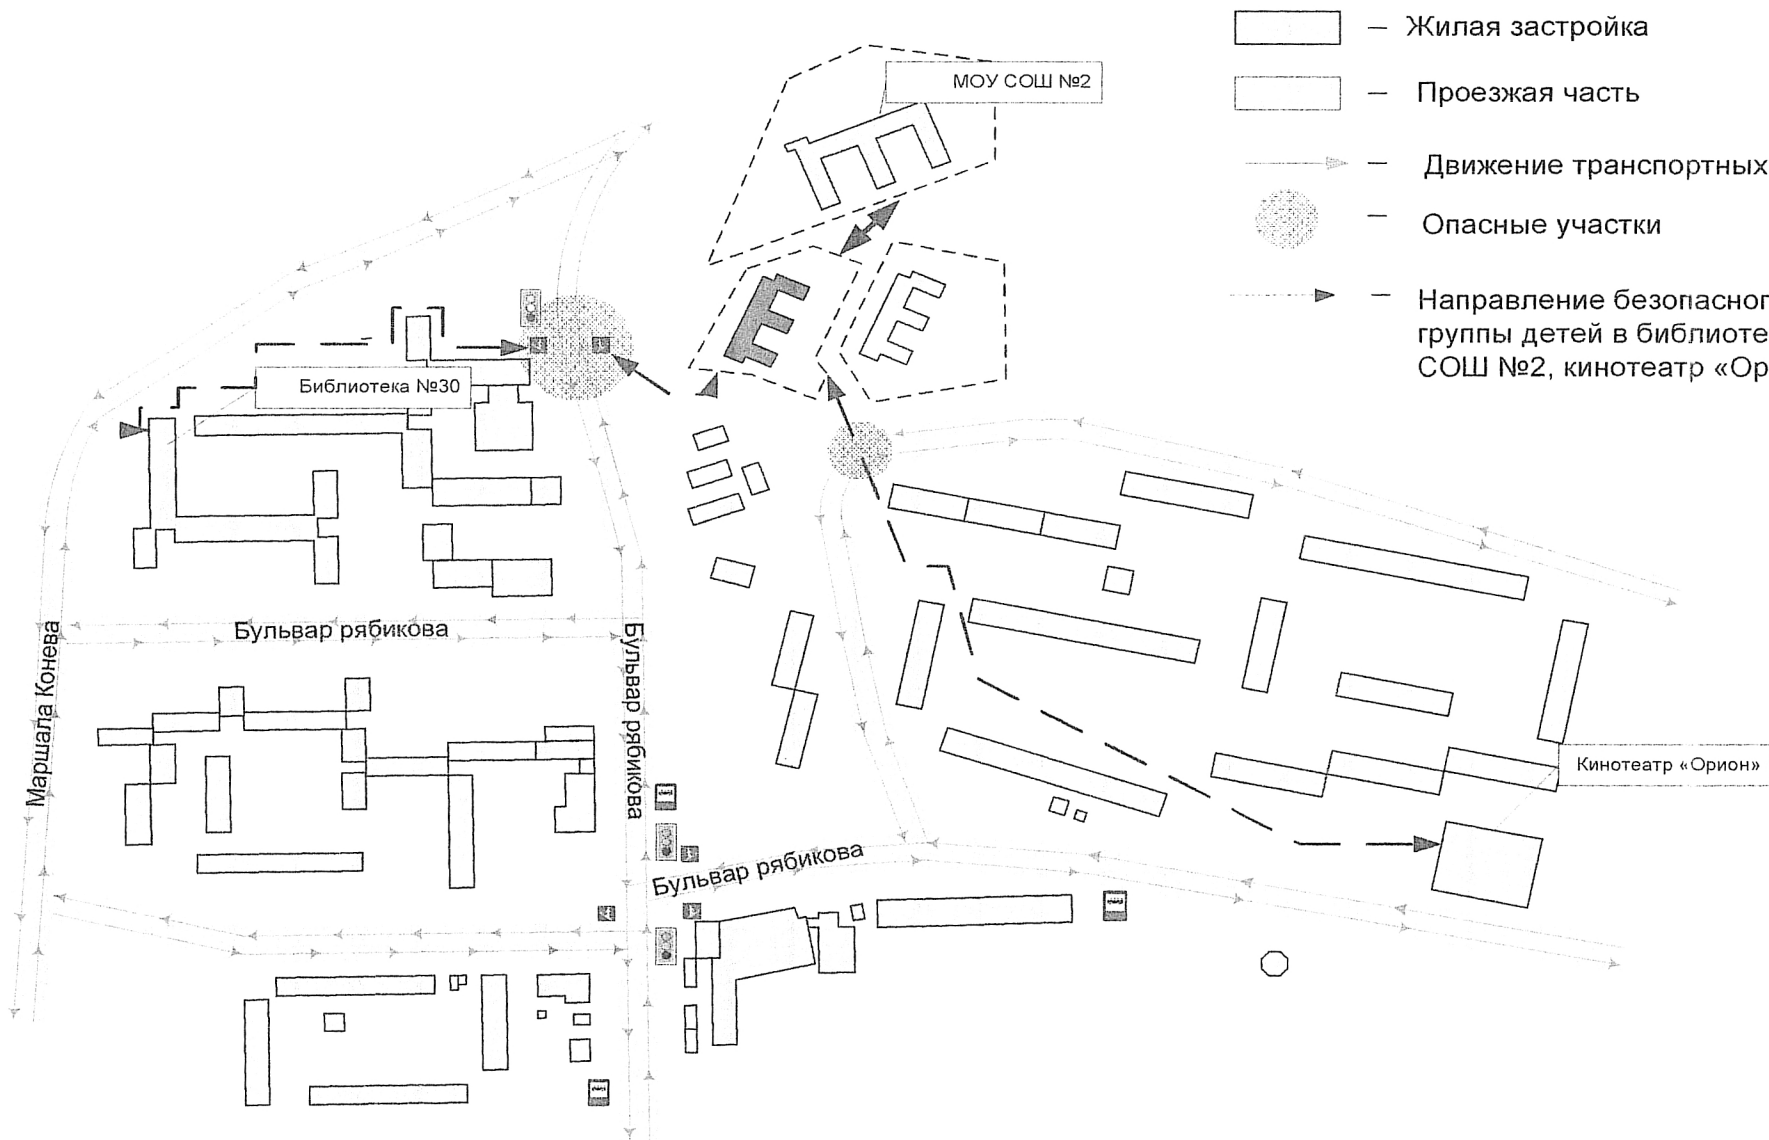 — Жилая застройка
МОУ СОШ №2
— Проезжая часть
— Движение транспортных
— Опасные участки
— Направление безопасног
группы детей в библиоте
СОШ №2, кинотеатр «Ор
Библиотека №30
Бульвар рябикова
Маршала Конева
Бульвар рябикова
Кинотеатр «Орион»
Бульвар рябикова